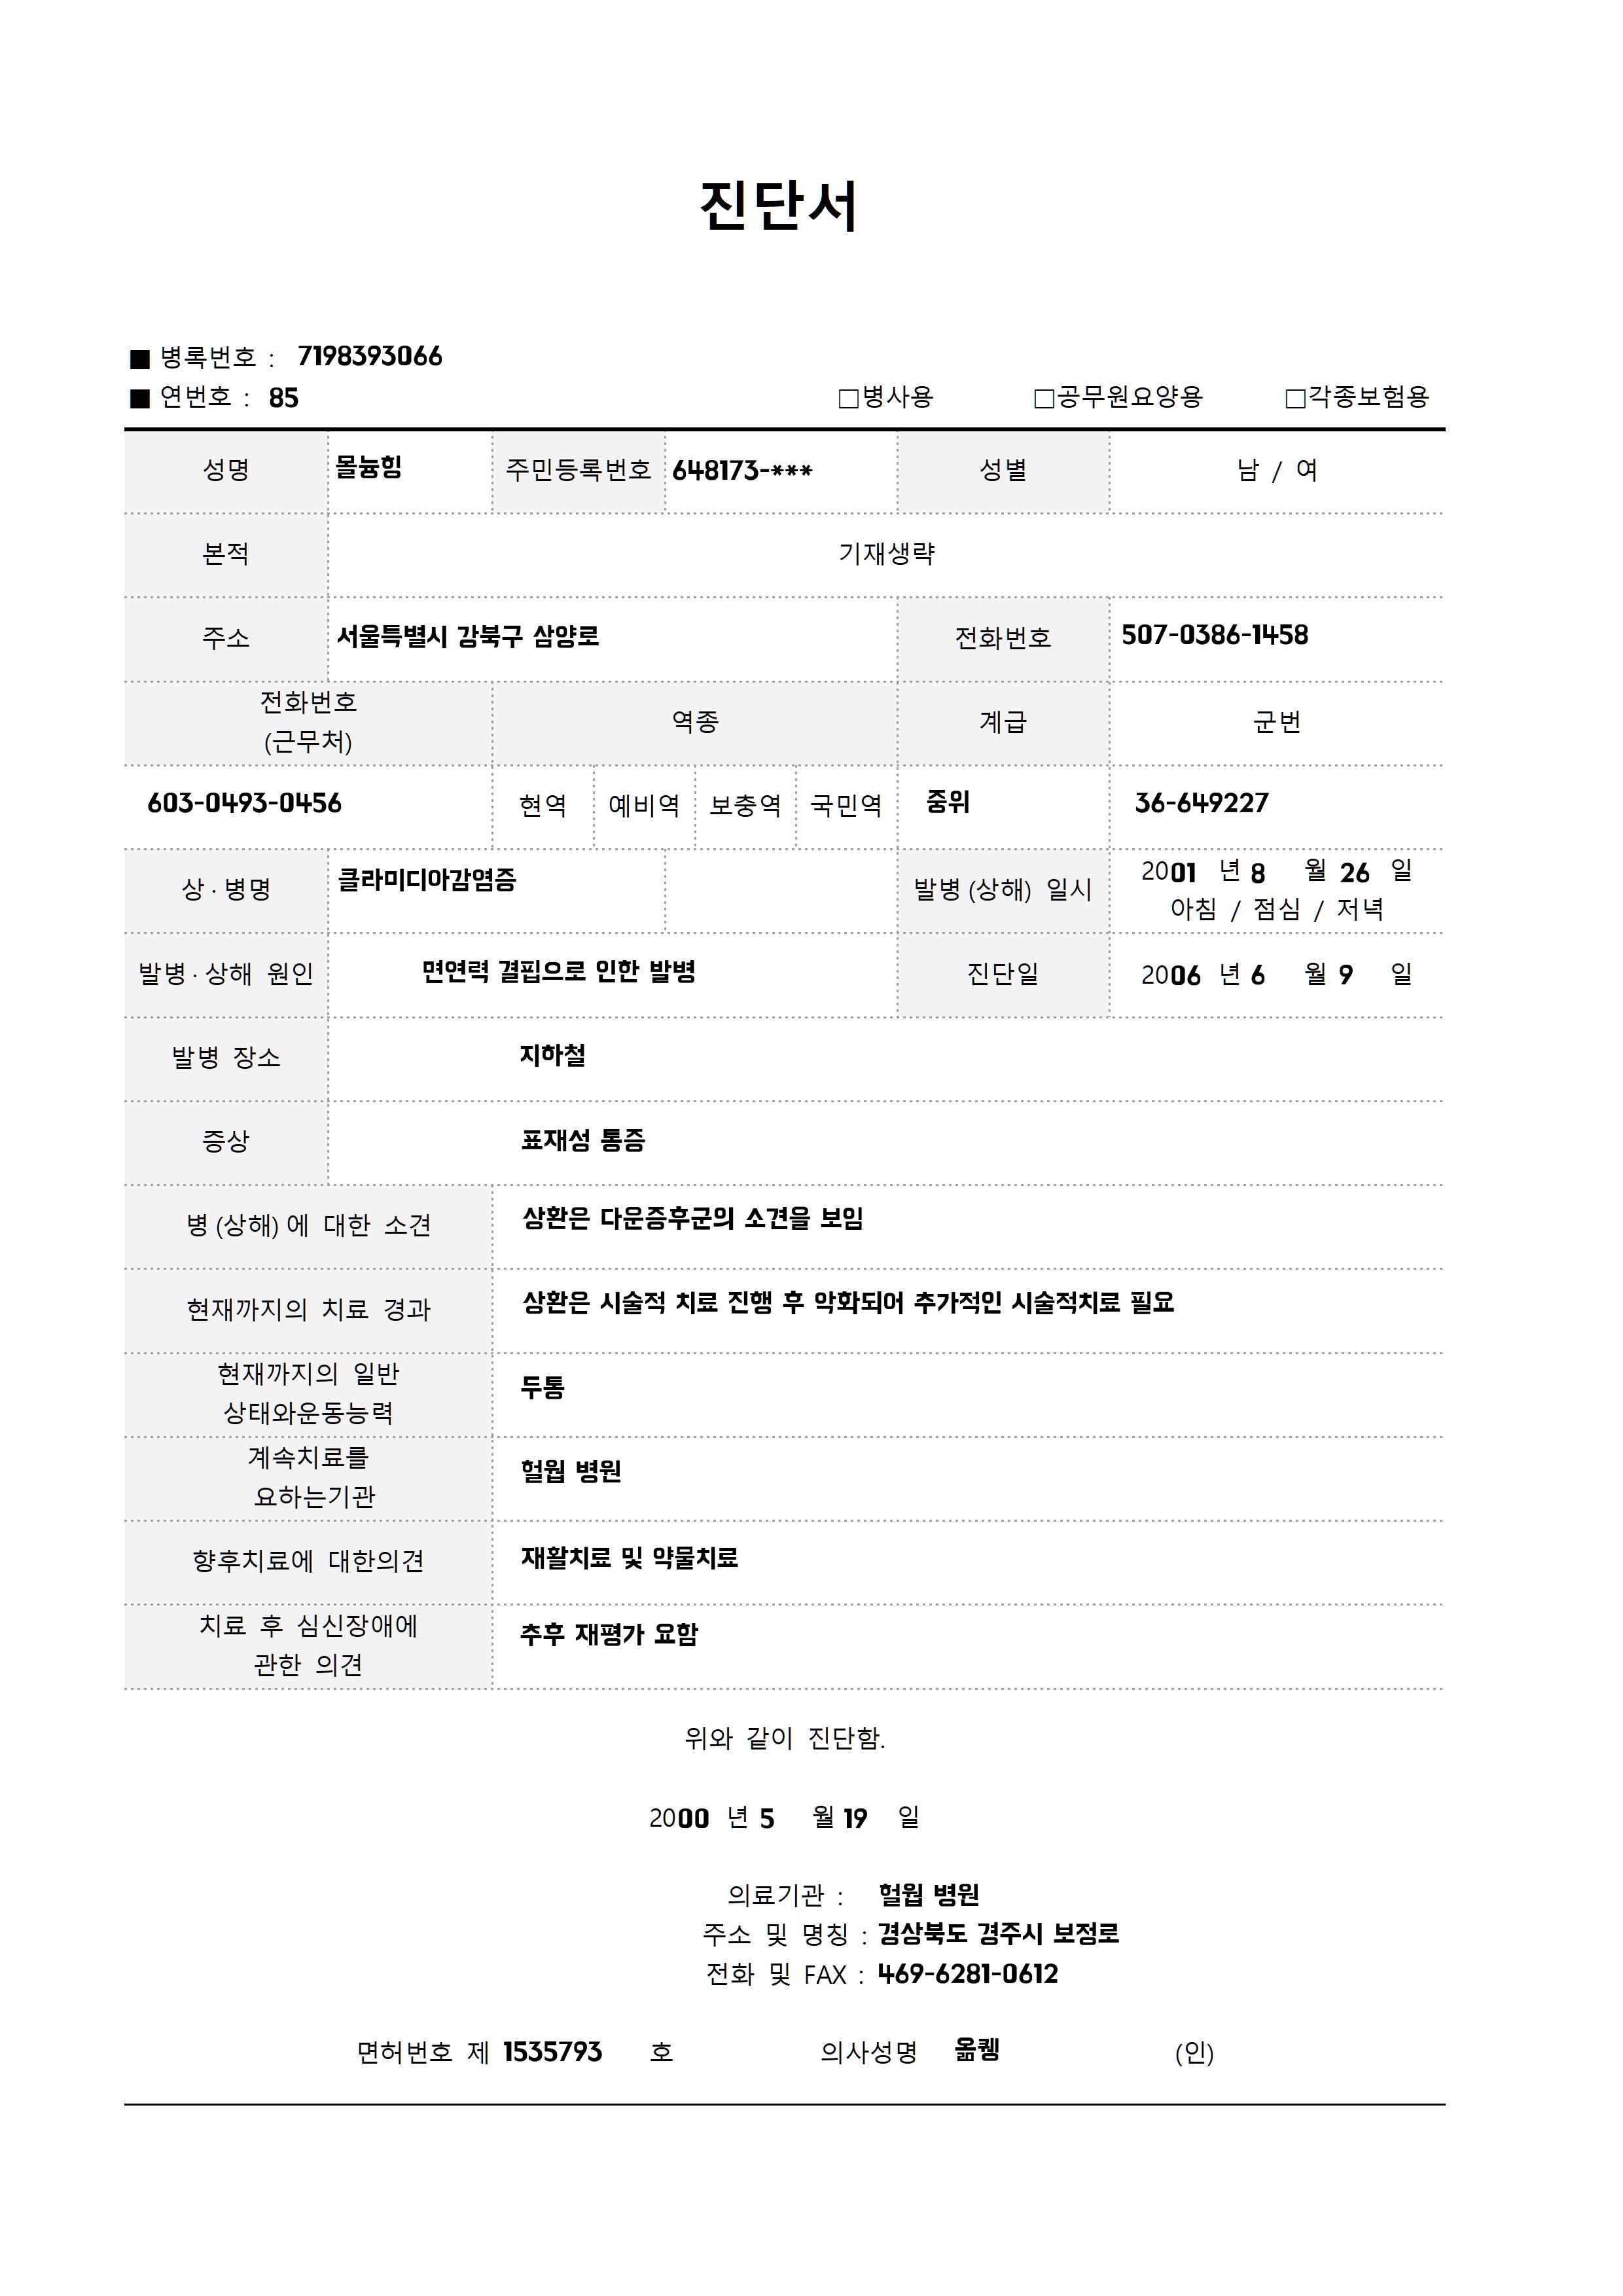 진단서
■ 병록번호 : 7198393066
■ 연번호 : 85 □병사용 □공무원요양용 □각종보험용
성명 몰늉힝 주민등록번호 648173-*** 성별 남 / 여
본적 기재생략
주소 서울특별시 강북구 삼양로 전화번호 507-0386-1458
전화번호
(근무처) 역종 계급 군번
603-0493-0456 현역 예비역 보충역 국민역 중위 36-649227
상·병명 클라미디아감염증 발병(상해) 일시 2001 년 8 월 26 일
아침 / 점심 / 저녁
발병·상해 원인 면연력 결핍으로 인한 발병 진단일 2006 년 6 월 9 일
발병 장소 지하철
증상 표재성 통증
병(상해)에 대한 소견 상환은 다운증후군의 소견을 보임
현재까지의 치료 경과 상환은 시술적 치료 진행 후 악화되어 추가적인 시술적치료 필요
현재까지의 일반
상태와운동능력 두통
계속치료를
요하는기관 헐웝 병원
향후치료에 대한의견 재활치료 및 약물치료
치료 후 심신장애에
관한 의견 추후 재평가 요함
위와 같이 진단함.
2000 년 5 월 19 일
의료기관 : 헐웝 병원
주소 및 명칭 : 경상북도 경주시 보정로
전화 및 FAX : 469-6281-0612
면허번호 제 1535793 호 의사성명 옮퀭 (인)